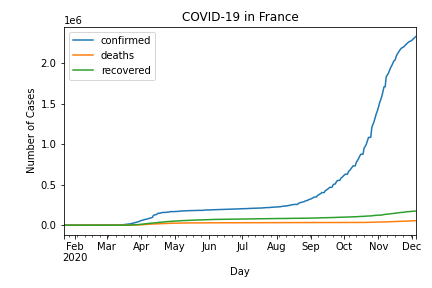 COVID-19 in France
1e6
confirmed
deaths
recovered
2.0
1.5
1.0
0.5
0.0
Number of Cases
Feb Mar Apr May Jun Jul Aug Sep Oct Nov Dec
2020
Day